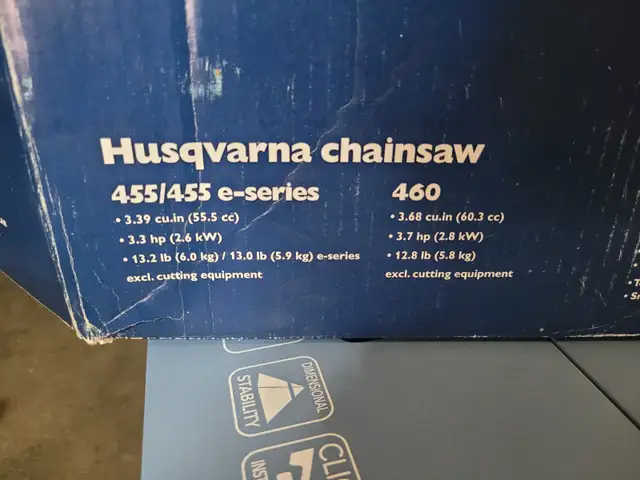 Husqvarna chainsaw
455/455 e-series
• 3.39 cu.in (55.5 cc)
• 3.3 hp (2.6 kW)
• 13.2 lb (6.0 kg) / 13.0 lb (5.9 kg) e-series
excl. cutting equipment
460
• 3.68 cu.in (60.3 cc)
• 3.7 hp (2.8 kW)
• 12.8 lb (5.8 kg)
excl. cutting equipment
DIMENSIONAL
STABILITY
CLIC